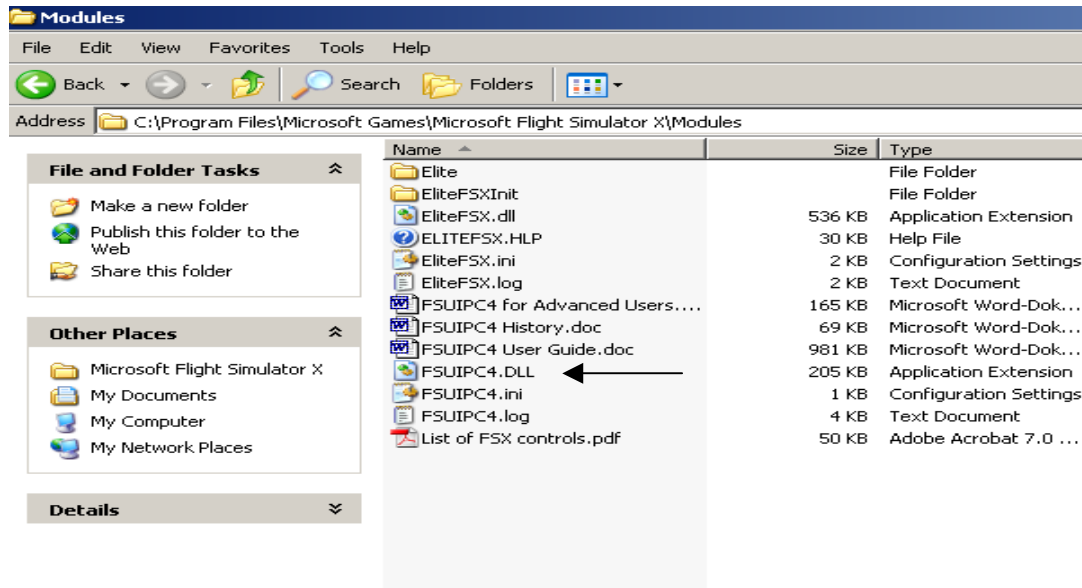 Modules
File Edit View Favorites Tools Help
Back Search Folders
Address C:\Program Files\Microsoft Games\Microsoft Flight Simulator X\Modules
File and Folder Tasks
Make a new folder
Publish this folder to the
Web
Share this folder
Other Places
Microsoft Flight Simulator X
My Documents
My Computer
My Network Places
Details
Name Size Type
Elite File Folder
EliteFSXInit File Folder
EliteFSX.dll 536 KB Application Extension
ELITEFSX.HLP 30 KB Help File
EliteFSX.ini 2 KB Configuration Settings
EliteFSX.log 2 KB Text Document
FSUIPC4 for Advanced Users.... 165 KB Microsoft Word-Dok...
FSUIPC4 History.doc 69 KB Microsoft Word-Dok...
FSUIPC4 User Guide.doc 981 KB Microsoft Word-Dok...
FSUIPC4.DLL 205 KB Application Extension
FSUIPC4.ini 1 KB Configuration Settings
FSUIPC4.log 4 KB Text Document
List of FSX controls.pdf 50 KB Adobe Acrobat 7.0 ...